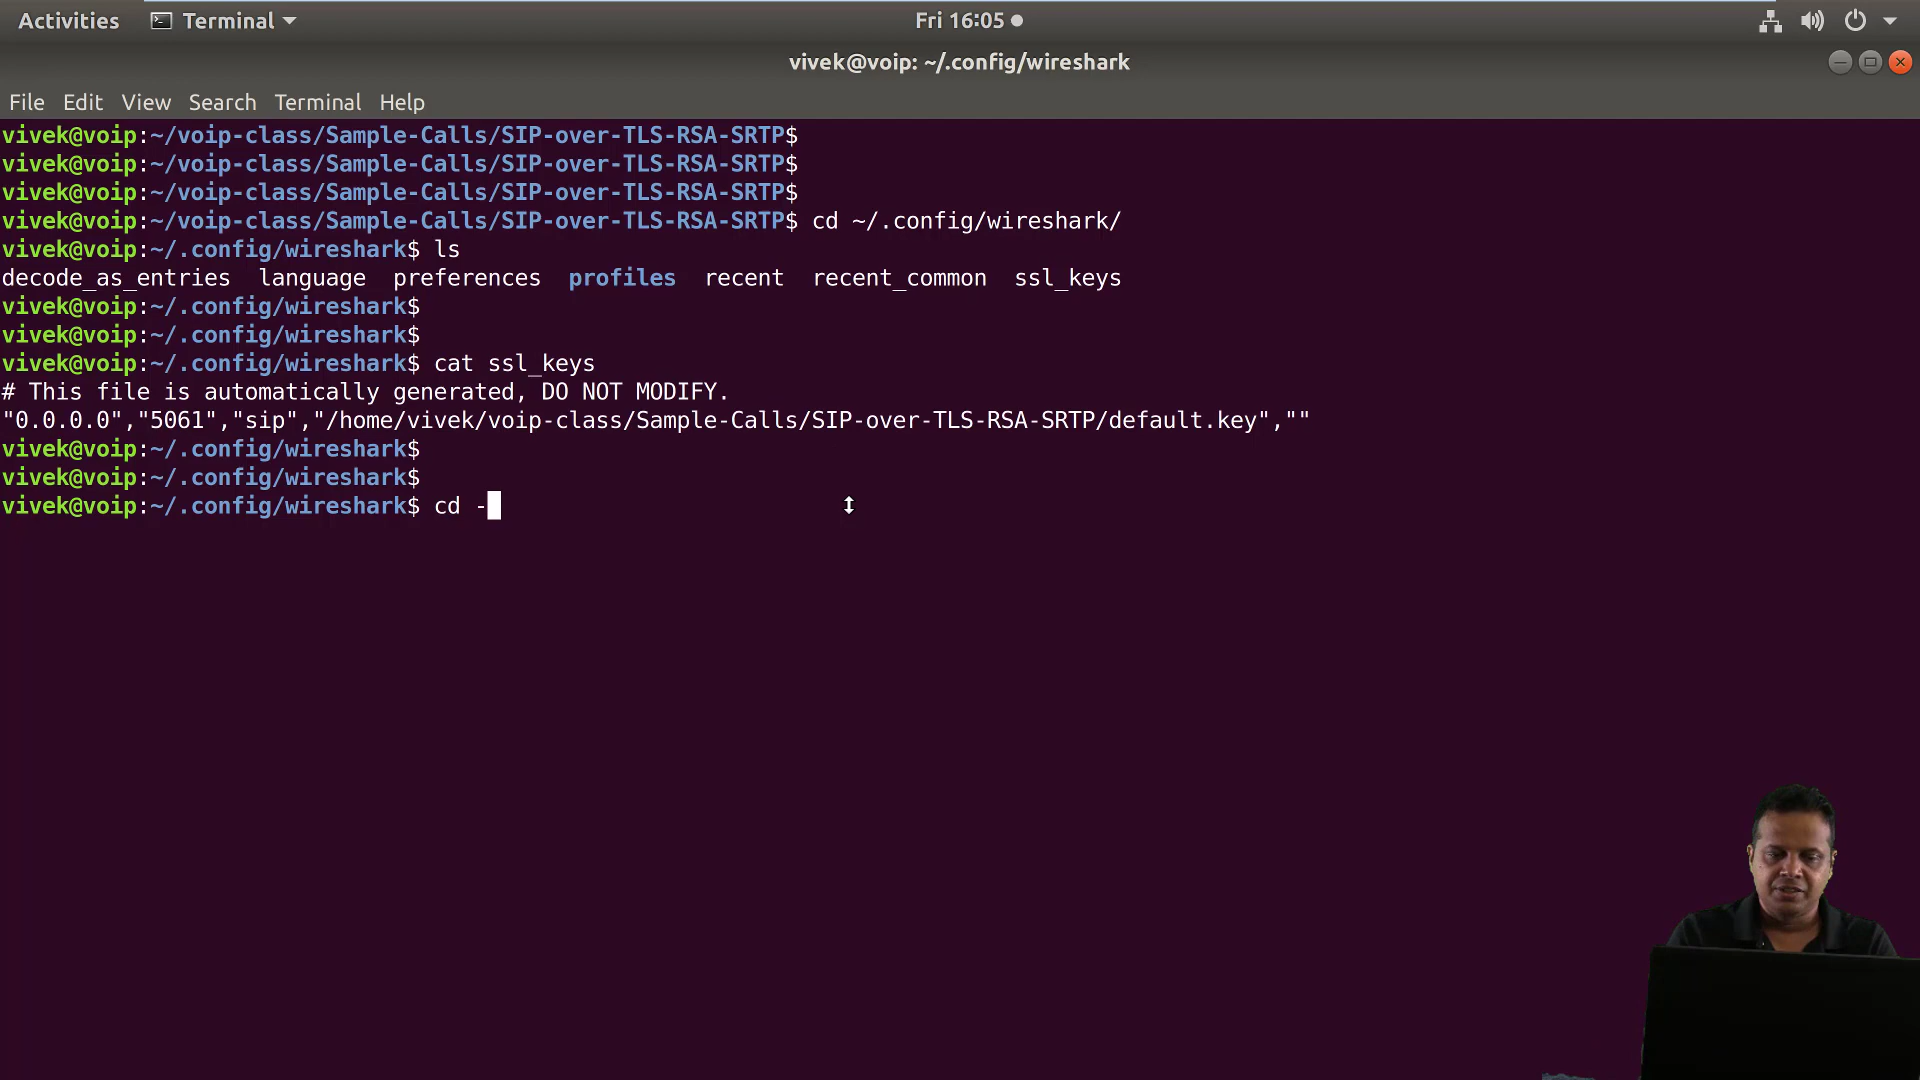 Activities Terminal Fri 16:05
vivek@voip: ~/.config/wireshark
File Edit View Search Terminal Help
vivek@voip:~/voip-class/Sample-Calls/SIP-over-TLS-RSA-SRTP$
vivek@voip:~/voip-class/Sample-Calls/SIP-over-TLS-RSA-SRTP$
vivek@voip:~/voip-class/Sample-Calls/SIP-over-TLS-RSA-SRTP$
vivek@voip:~/voip-class/Sample-Calls/SIP-over-TLS-RSA-SRTP$ cd ~/.config/wireshark/
vivek@voip:~/.config/wireshark$ ls
decode_as_entries language preferences profiles recent recent_common ssl_keys
vivek@voip:~/.config/wireshark$
vivek@voip:~/.config/wireshark$
vivek@voip:~/.config/wireshark$ cat ssl_keys
# This file is automatically generated, DO NOT MODIFY.
"0.0.0.0","5061","sip","/home/vivek/voip-class/Sample-Calls/SIP-over-TLS-RSA-SRTP/default.key",""
vivek@voip:~/.config/wireshark$
vivek@voip:~/.config/wireshark$
vivek@voip:~/.config/wireshark$ cd -